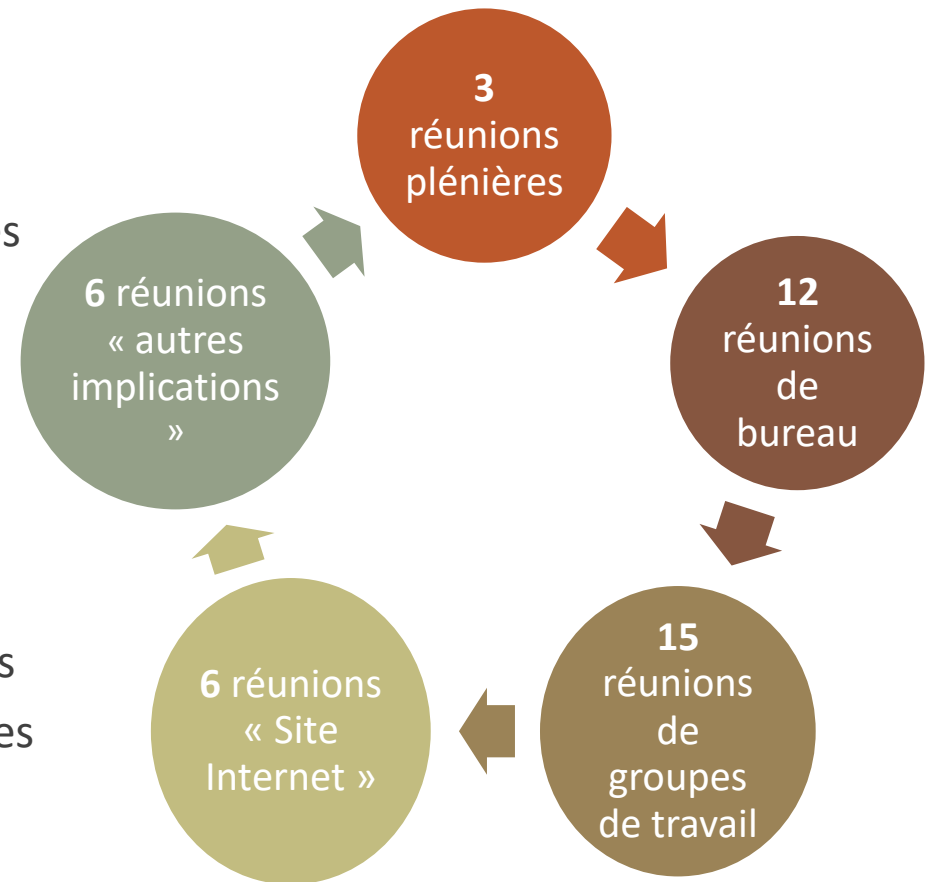 3
réunions
plénières
12
réunions
de
bureau
15
réunions
de
groupes
de travail
6 réunions
« Site
Internet »
6 réunions
« autres
implications
»